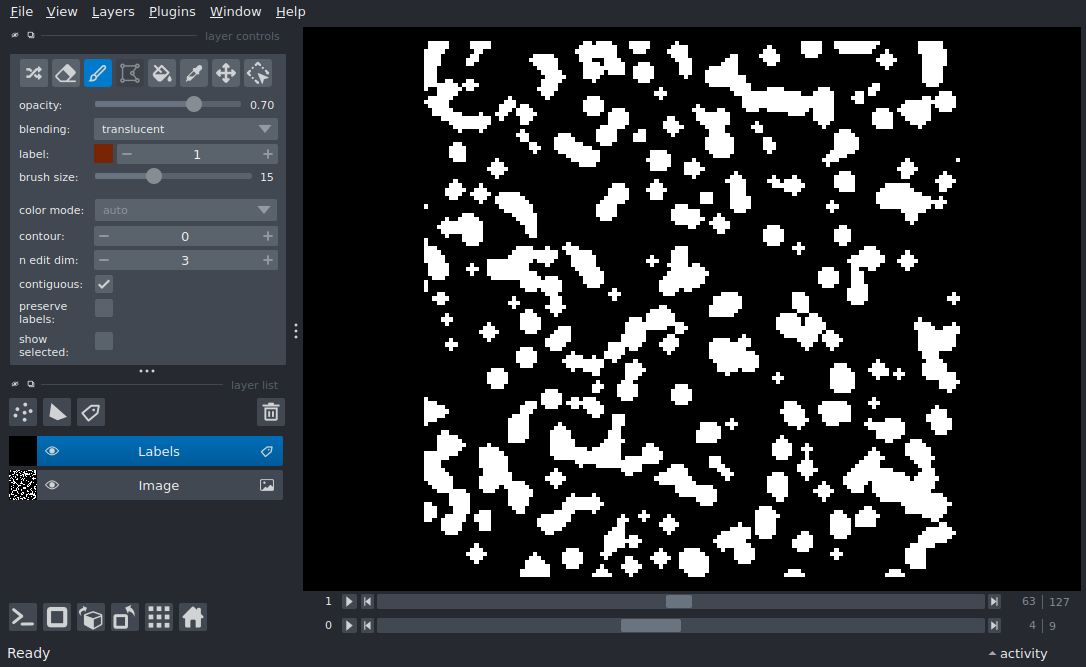 File View Layers Plugins Window Help
layer controls
opacity: 0.70
blending: translucent
label: 1
brush size: 15
color mode: auto
contour: 0
n edit dim: 3
contiguous:
preserve
labels:
show
selected:
layer list
Labels
Image
1 63 127
0 4 9
Ready activity